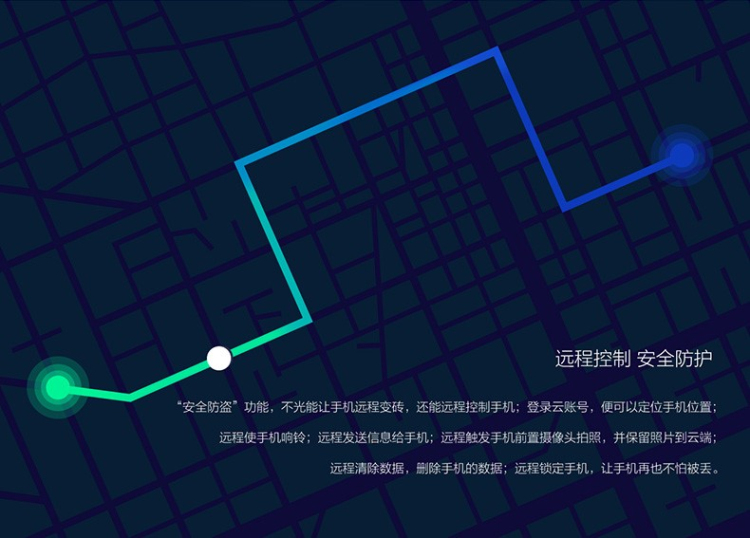 远程控制 安全防护
“安全防盗”功能，不光能让手机远程变砖，还能远程控制手机；登录云账号，便可以定位手机位置；
远程使手机响铃；远程发送信息给手机；远程触发手机前置摄像头拍照，并保留照片到云端；
远程清除数据，删除手机的数据；远程锁定手机，让手机再也不怕被丢。